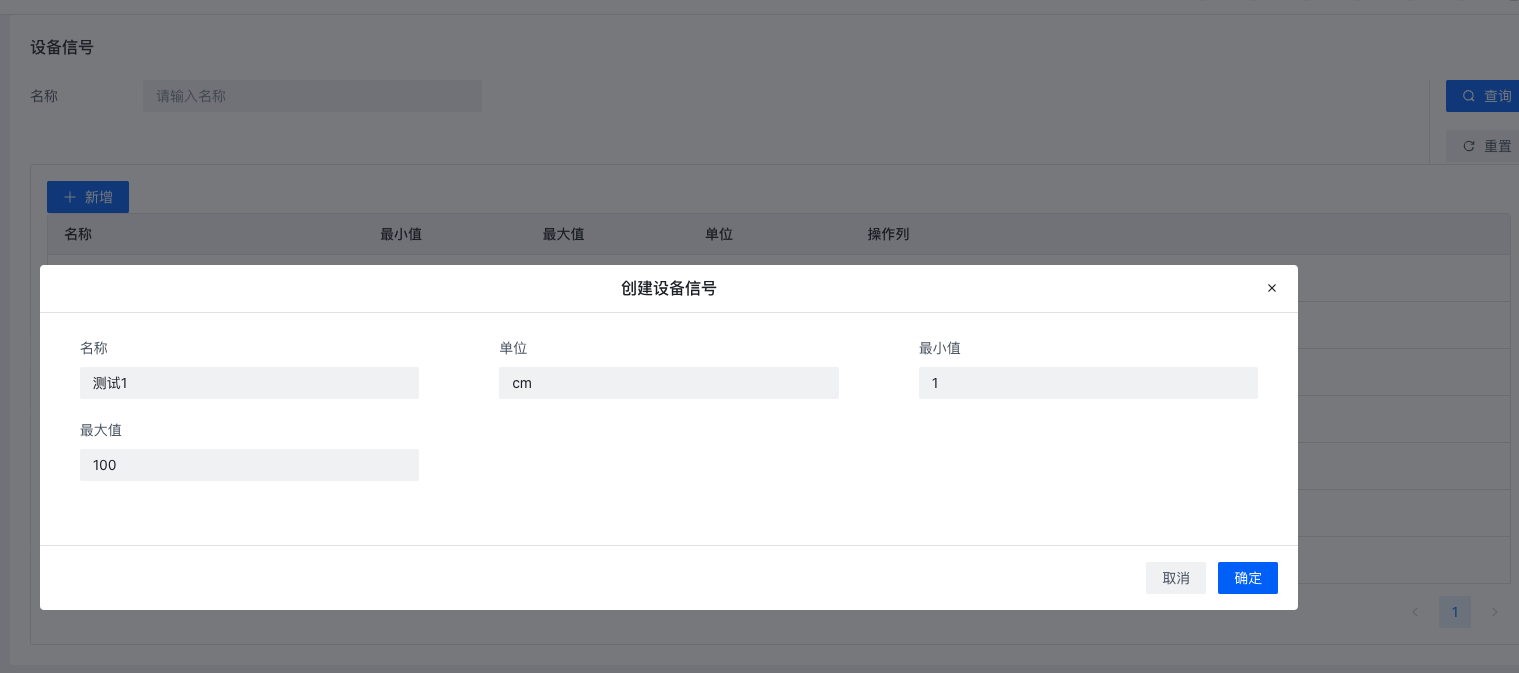 设备信号
名称 请输入名称 查询
重置
新增
名称 最小值 最大值 单位 操作列
创建设备信号
名称 单位 最小值
测试1 cm 1
最大值
100
取消 确定
1